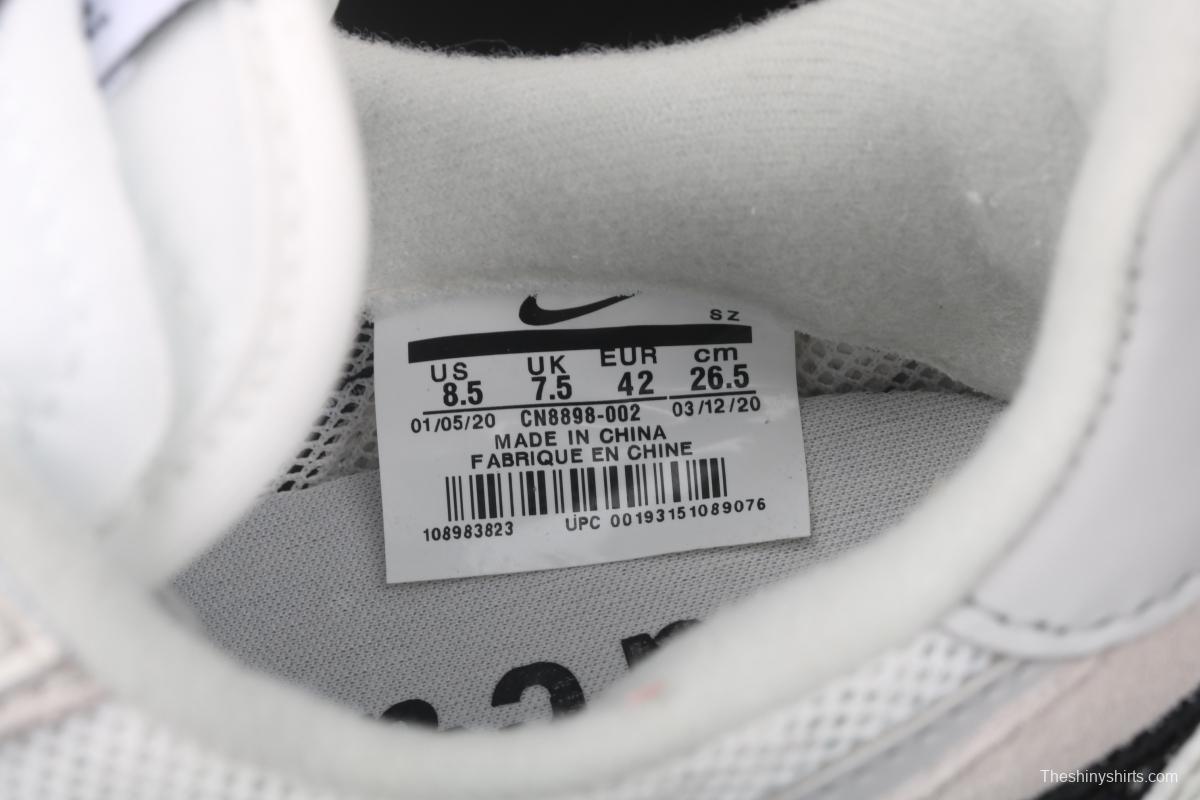 SZ
US UK EUR cm
8.5 7.5 42 26.5
01/05/20 CN8898-002 03/12/20
MADE IN CHINA
FABRIQUE EN CHINE
108983823 UPC 00193151089076
Theshinyshirts.com